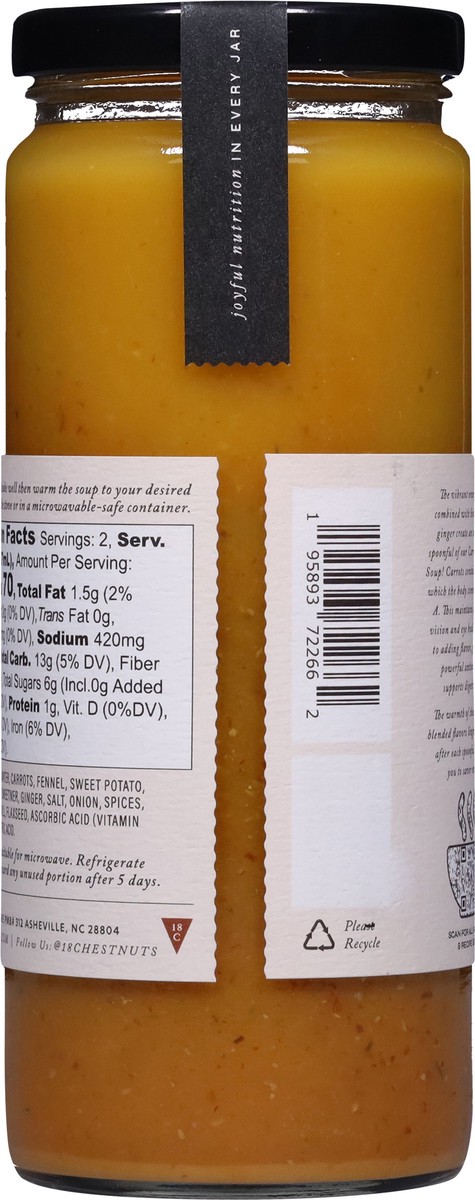 joyful nutrition IN EVERY JAR
well then warm the soup to your desired
stove or in a microwavable-safe container.
Facts Servings: 2, Serv.
Amount Per Serving:
70, Total Fat 1.5g (2%
(0% DV), Trans Fat 0g,
(0% DV), Sodium 420mg
Carb. 13g (5% DV), Fiber
Total Sugars 6g (Incl.0g Added
Protein 1g, Vit. D (0%DV),
Iron (6% DV),
CARROTS, FENNEL, SWEET POTATO,
GINGER, SALT, ONION, SPICES,
FLAXSEED, ASCORBIC ACID (VITAMIN
ACID.
for microwave. Refrigerate
any unused portion after 5 days.
PMB# 312 ASHEVILLE, NC 28804
Follow Us: @18CHESTNUTS
18
C
1 95893 72266 2
Please
Recycle
The vibrant
combined with
ginger create
spoonful of our
Soup! Carrots
which the body
A. This
vision and eye
to adding flavor,
powerful
supports
The warmth of
blended flavors
after each
you to
SCAN FOR